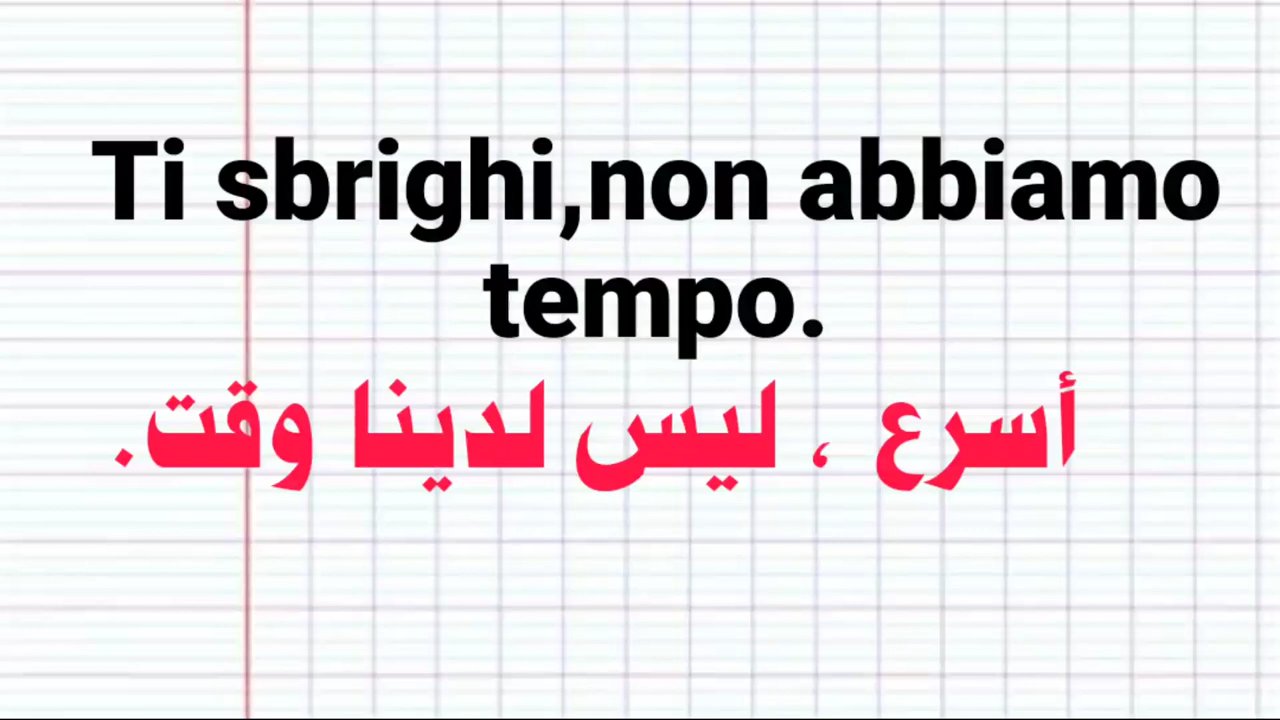 Ti sbrighi,non abbiamo
tempo.
أسرع ، ليس لدينا وقت.